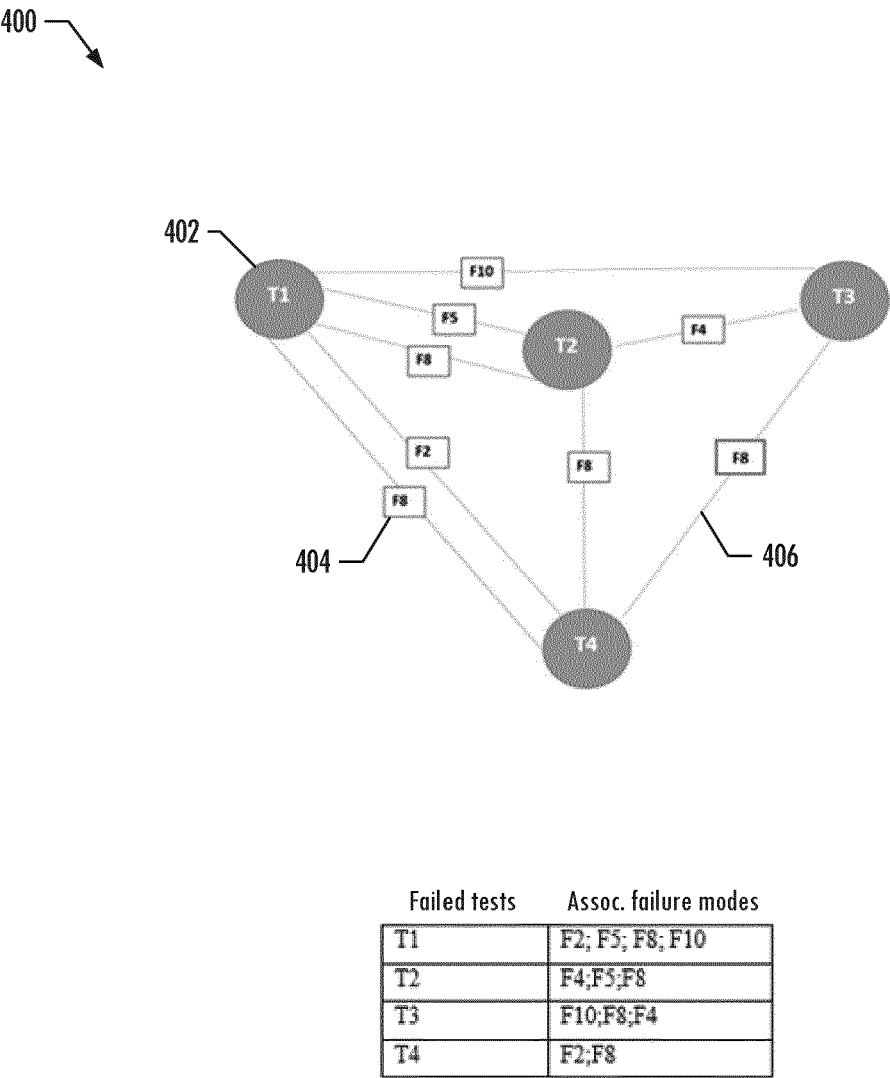 400
402
F10
T1
T3
F5
F4
T2
F8
F2
F8
F8
F8
404
406
T4
Failed tests Assoc. failure modes
T1 F2; F5; F8; F10
T2 F4;F5;F8
T3 F10;F8;F4
T4 F2;F8